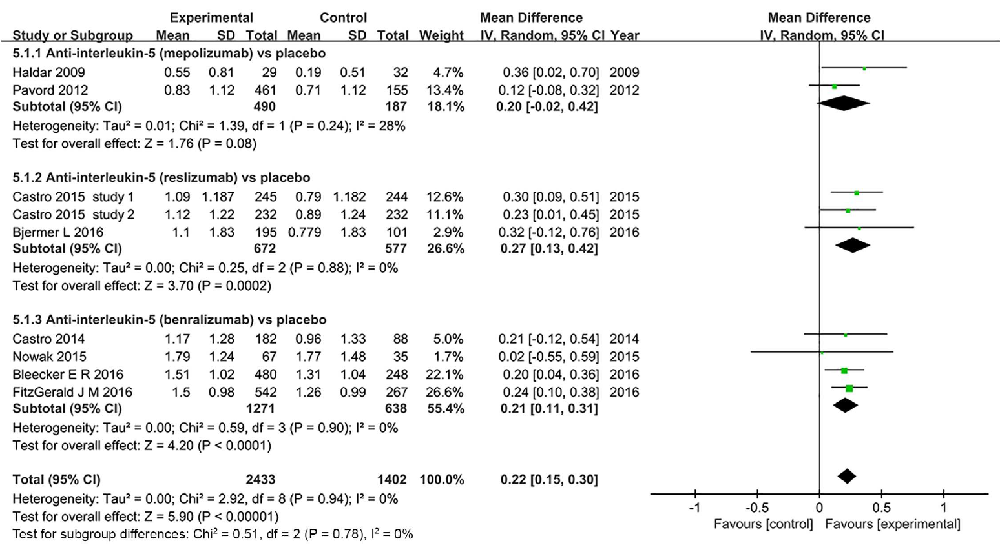 Experimental Control Mean Difference Mean Difference
Study or Subgroup Mean SD Total Mean SD Total Weight IV, Random, 95% CI Year IV, Random, 95% CI
5.1.1 Anti-interleukin-5 (mepolizumab) vs placebo
Haldar 2009 0.55 0.81 29 0.19 0.51 32 4.7% 0.36 [0.02, 0.70] 2009
Pavord 2012 0.83 1.12 461 0.71 1.12 155 13.4% 0.12 [-0.08, 0.32] 2012
Subtotal (95% CI) 490 187 18.1% 0.20 [-0.02, 0.42]
Heterogeneity: Tau² = 0.01; Chi² = 1.39, df = 1 (P = 0.24); I² = 28%
Test for overall effect: Z = 1.76 (P = 0.08)
5.1.2 Anti-interleukin-5 (reslizumab) vs placebo
Castro 2015 study 1 1.09 1.187 245 0.79 1.182 244 12.6% 0.30 [0.09, 0.51] 2015
Castro 2015 study 2 1.12 1.22 232 0.89 1.24 232 11.1% 0.23 [0.01, 0.45] 2015
Bjermer L 2016 1.1 1.83 195 0.779 1.83 101 2.9% 0.32 [-0.12, 0.76] 2016
Subtotal (95% CI) 672 577 26.6% 0.27 [0.13, 0.42]
Heterogeneity: Tau² = 0.00; Chi² = 0.25, df = 2 (P = 0.88); I² = 0%
Test for overall effect: Z = 3.70 (P = 0.0002)
5.1.3 Anti-interleukin-5 (benralizumab) vs placebo
Castro 2014 1.17 1.28 182 0.96 1.33 88 5.0% 0.21 [-0.12, 0.54] 2014
Nowak 2015 1.79 1.24 67 1.77 1.48 35 1.7% 0.02 [-0.55, 0.59] 2015
Bleecker E R 2016 1.51 1.02 480 1.31 1.04 248 22.1% 0.20 [0.04, 0.36] 2016
FitzGerald J M 2016 1.5 0.98 542 1.26 0.99 267 26.6% 0.24 [0.10, 0.38] 2016
Subtotal (95% CI) 1271 638 55.4% 0.21 [0.11, 0.31]
Heterogeneity: Tau² = 0.00; Chi² = 0.59, df = 3 (P = 0.90); I² = 0%
Test for overall effect: Z = 4.20 (P < 0.0001)
Total (95% CI) 2433 1402 100.0% 0.22 [0.15, 0.30]
Heterogeneity: Tau² = 0.00; Chi² = 2.92, df = 8 (P = 0.94); I² = 0%
Test for overall effect: Z = 5.90 (P < 0.00001)
Test for subgroup differences: Chi² = 0.51, df = 2 (P = 0.78), I² = 0%
-1 -0.5 0 0.5 1
Favours [control] Favours [experimental]